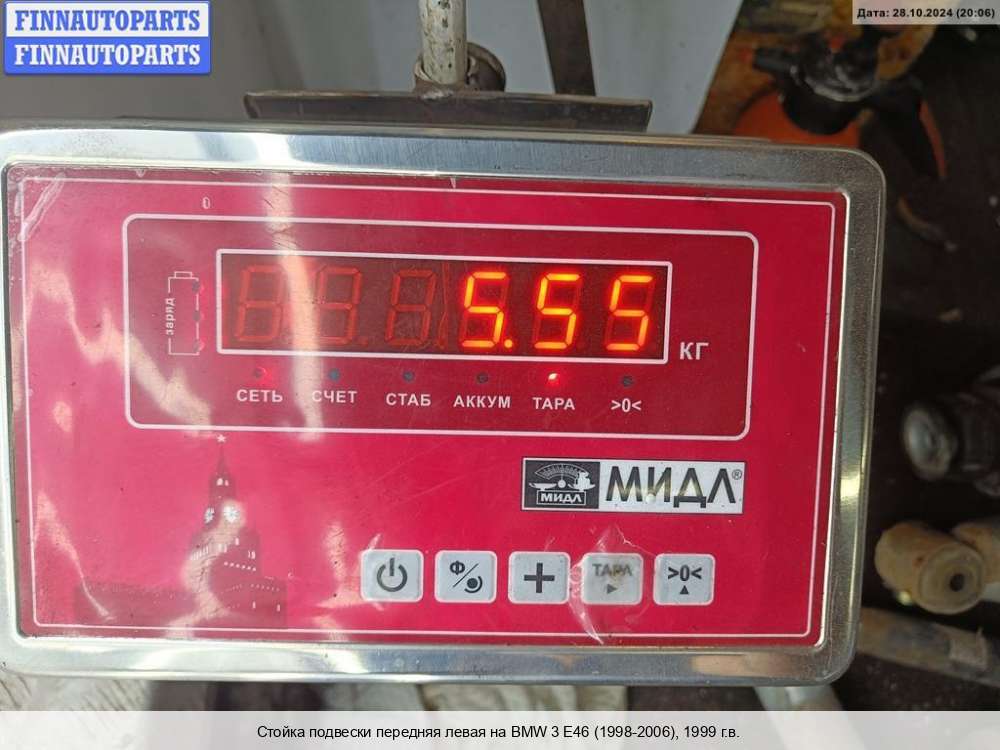 FINNAUTOPARTS
FINNAUTOPARTS
Дата: 28.10.2024 (20:06)
заряд
5.55
КГ
СЕТЬ СЧЕТ СТАБ АККУМ ТАРА >0<
МИДЛ МИДЛ®
Ф/ + ТАРА >0<
Стойка подвески передняя левая на BMW 3 E46 (1998-2006), 1999 г.в.